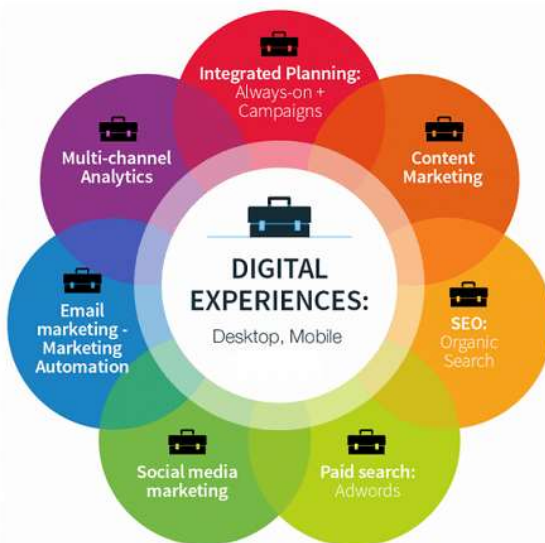 Integrated Planning:
Always-on +
Campaigns
Content
Marketing
SEO:
Organic
Search
Paid search:
Adwords
Social media
marketing
Email
marketing -
Marketing
Automation
Multi-channel
Analytics
DIGITAL
EXPERIENCES:
Desktop, Mobile